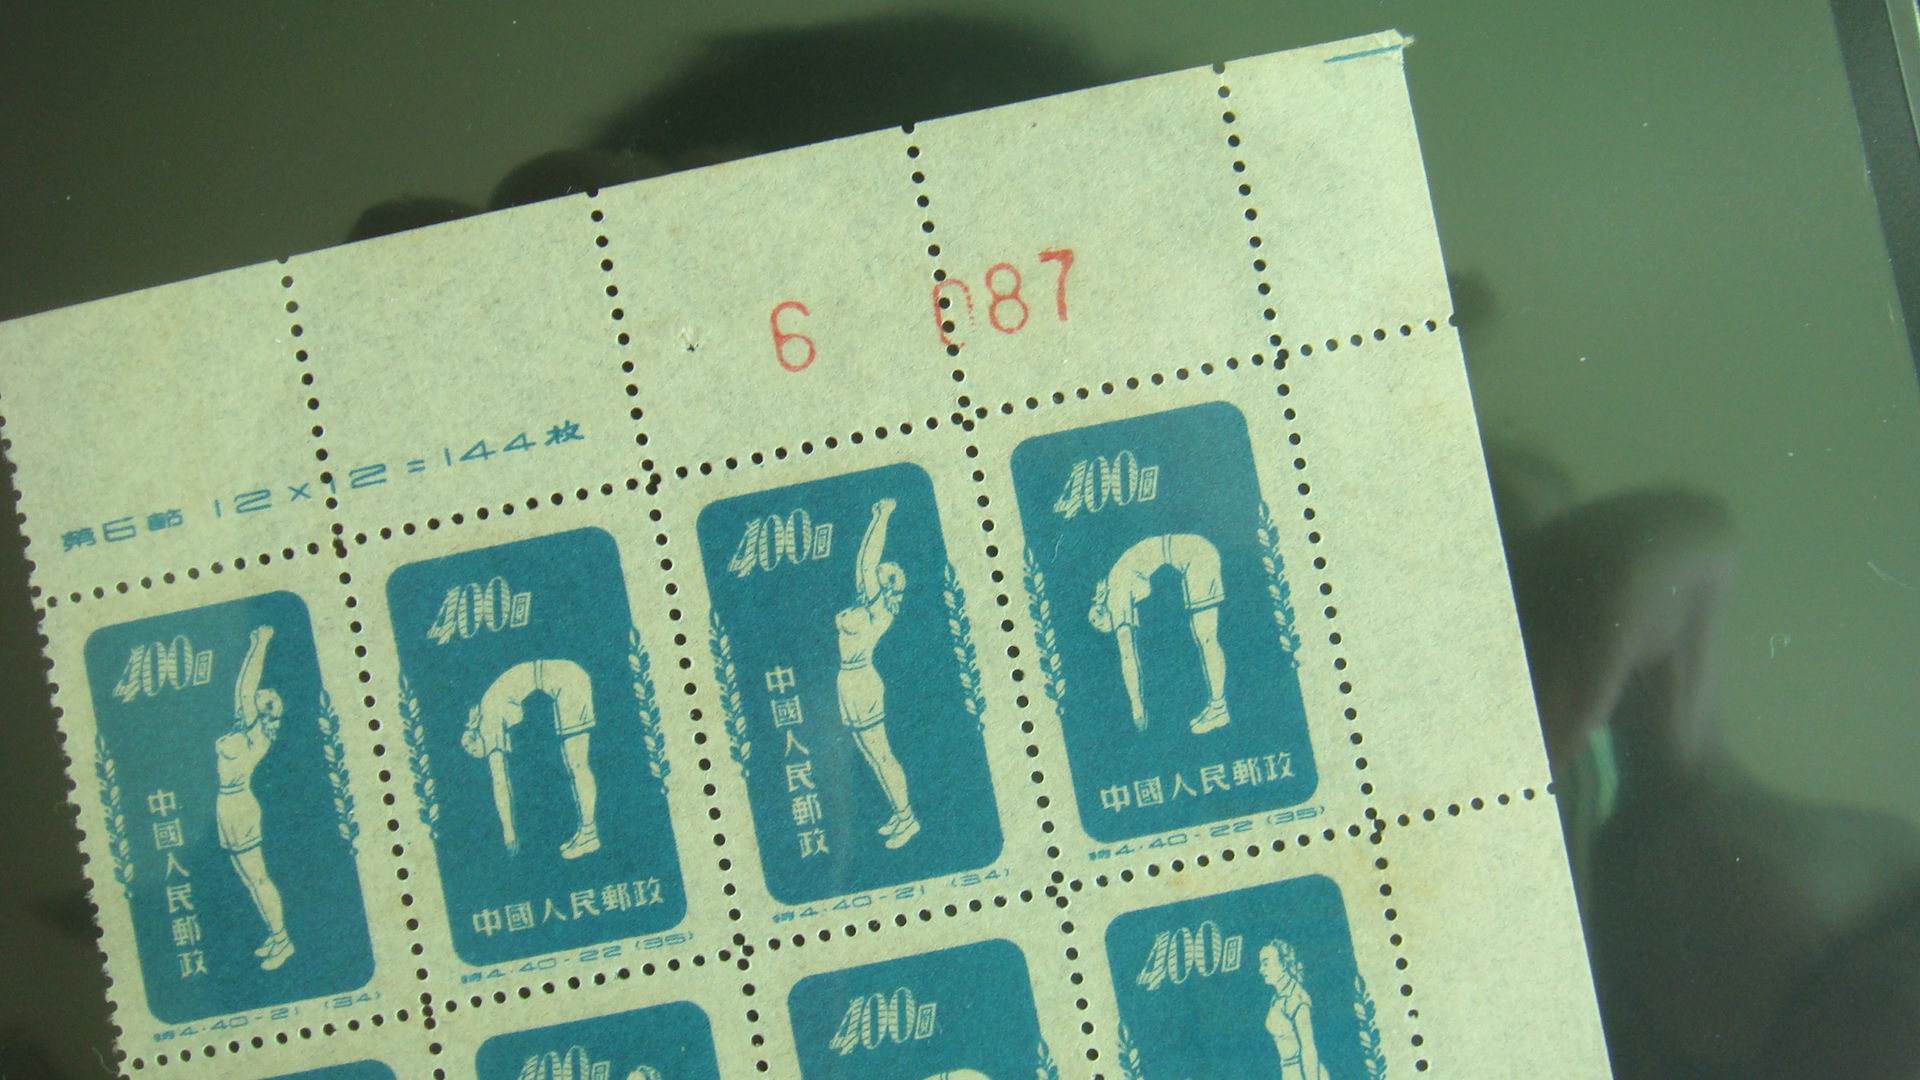 6 087
第6節 12×12=144枚
400圓
中國人民郵政
特4·40-21 (34)
400圓
中國人民郵政
特4·40-22 (35)
400圓
中國人民郵政
特4·40-21 (34)
400圓
中國人民郵政
特4·40-22 (35)
400圓
400圓
400圓